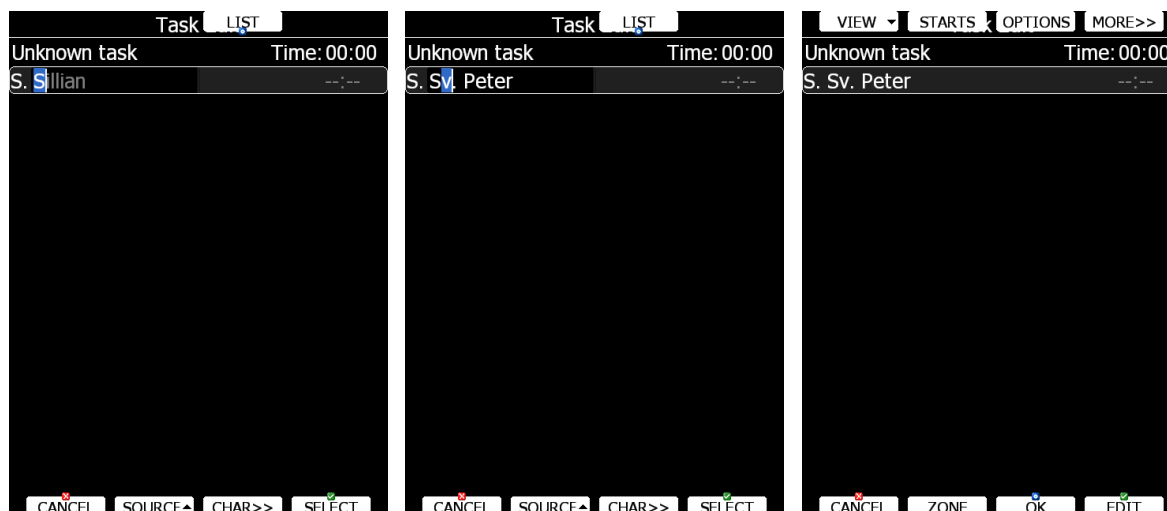 Task LIST
Unknown task Time: 00:00
S. Sillian --:--
CANCEL SOURCE CHAR>> SELECT
Task LIST
Unknown task Time: 00:00
S. Sv. Peter --:--
CANCEL SOURCE CHAR>> SELECT
VIEW STARTS OPTIONS MORE>>
Unknown task Time: 00:00
S. Sv. Peter --:--
CANCEL ZONE OK EDIT